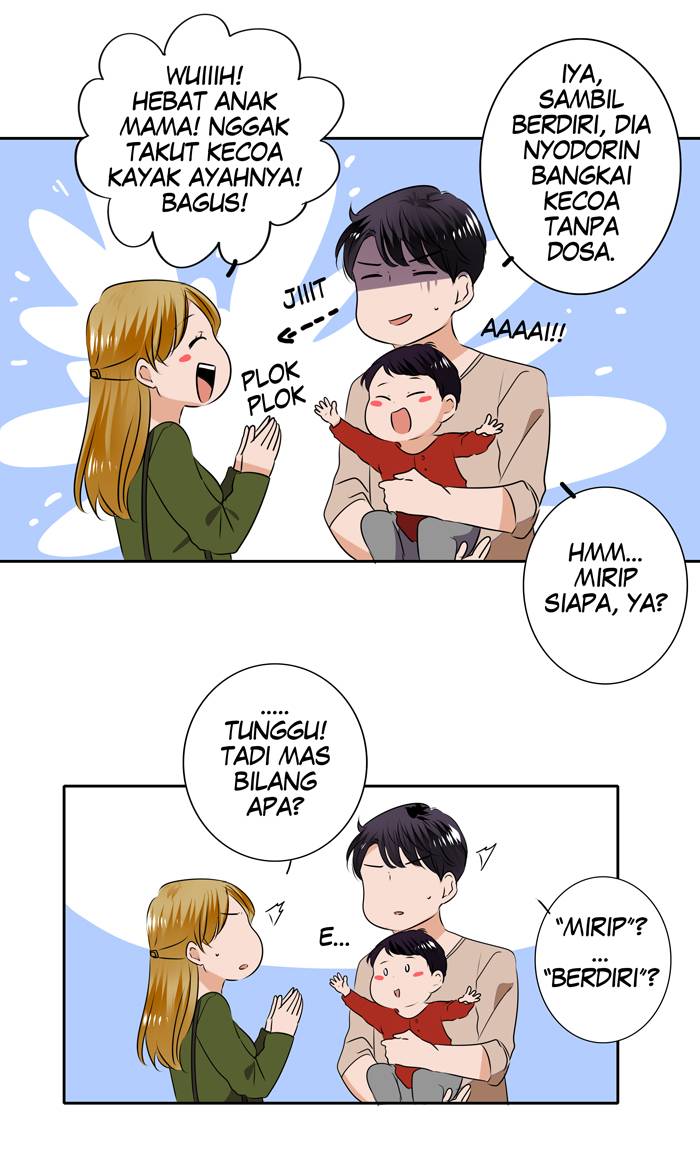 WUIIIH!
HEBAT ANAK
MAMA! NGGAK
TAKUT KECOA
KAYAK AYAHNYA!
BAGUS!
IYA,
SAMBIL
BERDIRI, DIA
NYODORIN
BANGKAI
KECOA
TANPA
DOSA.
JIIIT
AAAAI!!
PLOK
PLOK
HMM...
MIRIP
SIAPA, YA?
.....
TUNGGU!
TADI MAS
BILANG
APA?
E...
"MIRIP"?
...
"BERDIRI"?